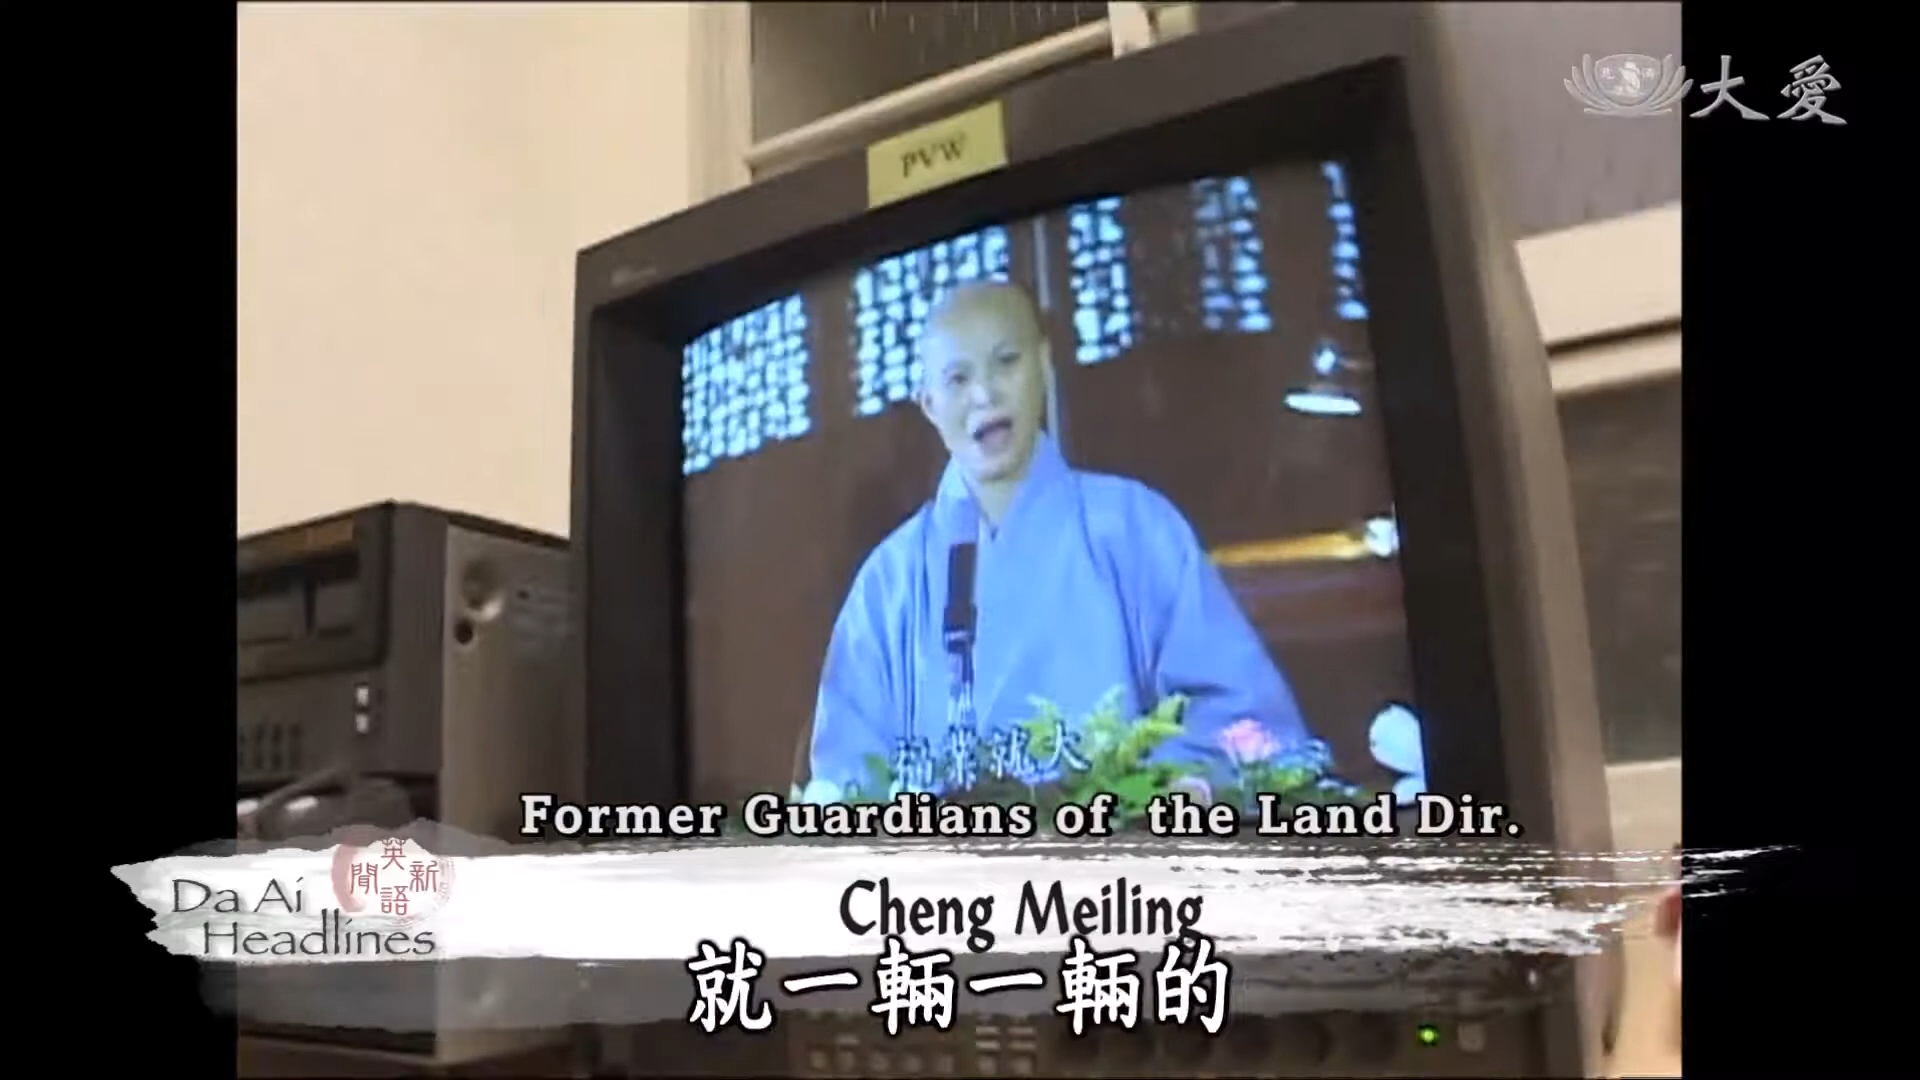 大愛
PVW
福業就大
Former Guardians of the Land Dir.
英語新聞
Da Ai
Headlines
Cheng Meiling
就一輛一輛的